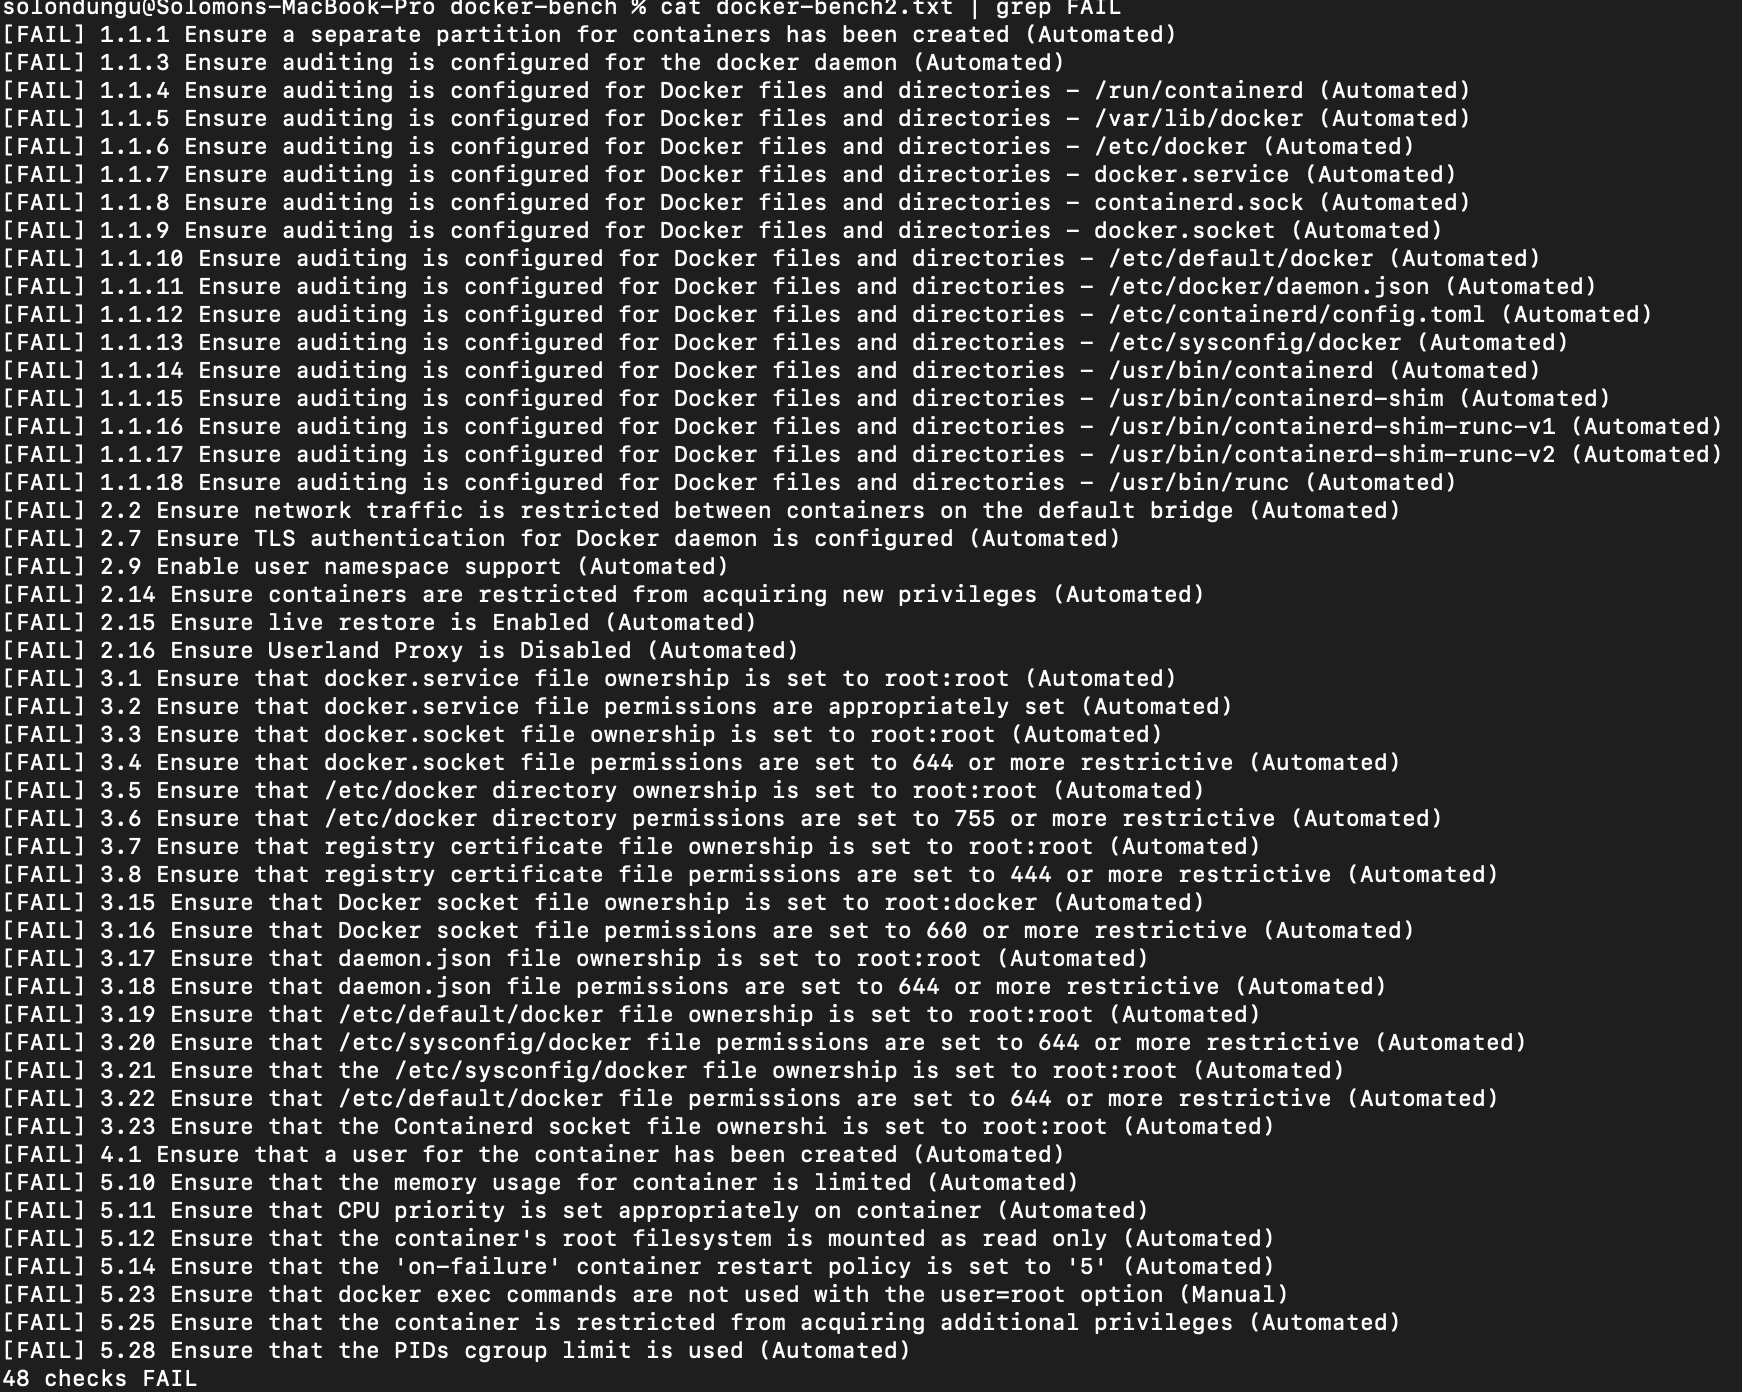 solondungu@Solomons-MacBook-Pro docker-bench % cat docker-bench2.txt | grep FAIL
[FAIL] 1.1.1 Ensure a separate partition for containers has been created (Automated)
[FAIL] 1.1.3 Ensure auditing is configured for the docker daemon (Automated)
[FAIL] 1.1.4 Ensure auditing is configured for Docker files and directories - /run/containerd (Automated)
[FAIL] 1.1.5 Ensure auditing is configured for Docker files and directories - /var/lib/docker (Automated)
[FAIL] 1.1.6 Ensure auditing is configured for Docker files and directories - /etc/docker (Automated)
[FAIL] 1.1.7 Ensure auditing is configured for Docker files and directories - docker.service (Automated)
[FAIL] 1.1.8 Ensure auditing is configured for Docker files and directories - containerd.sock (Automated)
[FAIL] 1.1.9 Ensure auditing is configured for Docker files and directories - docker.socket (Automated)
[FAIL] 1.1.10 Ensure auditing is configured for Docker files and directories - /etc/default/docker (Automated)
[FAIL] 1.1.11 Ensure auditing is configured for Docker files and directories - /etc/docker/daemon.json (Automated)
[FAIL] 1.1.12 Ensure auditing is configured for Docker files and directories - /etc/containerd/config.toml (Automated)
[FAIL] 1.1.13 Ensure auditing is configured for Docker files and directories - /etc/sysconfig/docker (Automated)
[FAIL] 1.1.14 Ensure auditing is configured for Docker files and directories - /usr/bin/containerd (Automated)
[FAIL] 1.1.15 Ensure auditing is configured for Docker files and directories - /usr/bin/containerd-shim (Automated)
[FAIL] 1.1.16 Ensure auditing is configured for Docker files and directories - /usr/bin/containerd-shim-runc-v1 (Automated)
[FAIL] 1.1.17 Ensure auditing is configured for Docker files and directories - /usr/bin/containerd-shim-runc-v2 (Automated)
[FAIL] 1.1.18 Ensure auditing is configured for Docker files and directories - /usr/bin/runc (Automated)
[FAIL] 2.2 Ensure network traffic is restricted between containers on the default bridge (Automated)
[FAIL] 2.7 Ensure TLS authentication for Docker daemon is configured (Automated)
[FAIL] 2.9 Enable user namespace support (Automated)
[FAIL] 2.14 Ensure containers are restricted from acquiring new privileges (Automated)
[FAIL] 2.15 Ensure live restore is Enabled (Automated)
[FAIL] 2.16 Ensure Userland Proxy is Disabled (Automated)
[FAIL] 3.1 Ensure that docker.service file ownership is set to root:root (Automated)
[FAIL] 3.2 Ensure that docker.service file permissions are appropriately set (Automated)
[FAIL] 3.3 Ensure that docker.socket file ownership is set to root:root (Automated)
[FAIL] 3.4 Ensure that docker.socket file permissions are set to 644 or more restrictive (Automated)
[FAIL] 3.5 Ensure that /etc/docker directory ownership is set to root:root (Automated)
[FAIL] 3.6 Ensure that /etc/docker directory permissions are set to 755 or more restrictive (Automated)
[FAIL] 3.7 Ensure that registry certificate file ownership is set to root:root (Automated)
[FAIL] 3.8 Ensure that registry certificate file permissions are set to 444 or more restrictive (Automated)
[FAIL] 3.15 Ensure that Docker socket file ownership is set to root:docker (Automated)
[FAIL] 3.16 Ensure that Docker socket file permissions are set to 660 or more restrictive (Automated)
[FAIL] 3.17 Ensure that daemon.json file ownership is set to root:root (Automated)
[FAIL] 3.18 Ensure that daemon.json file permissions are set to 644 or more restrictive (Automated)
[FAIL] 3.19 Ensure that /etc/default/docker file ownership is set to root:root (Automated)
[FAIL] 3.20 Ensure that /etc/sysconfig/docker file permissions are set to 644 or more restrictive (Automated)
[FAIL] 3.21 Ensure that the /etc/sysconfig/docker file ownership is set to root:root (Automated)
[FAIL] 3.22 Ensure that /etc/default/docker file permissions are set to 644 or more restrictive (Automated)
[FAIL] 3.23 Ensure that the Containerd socket file ownershi is set to root:root (Automated)
[FAIL] 4.1 Ensure that a user for the container has been created (Automated)
[FAIL] 5.10 Ensure that the memory usage for container is limited (Automated)
[FAIL] 5.11 Ensure that CPU priority is set appropriately on container (Automated)
[FAIL] 5.12 Ensure that the container's root filesystem is mounted as read only (Automated)
[FAIL] 5.14 Ensure that the 'on-failure' container restart policy is set to '5' (Automated)
[FAIL] 5.23 Ensure that docker exec commands are not used with the user=root option (Manual)
[FAIL] 5.25 Ensure that the container is restricted from acquiring additional privileges (Automated)
[FAIL] 5.28 Ensure that the PIDs cgroup limit is used (Automated)
48 checks FAIL